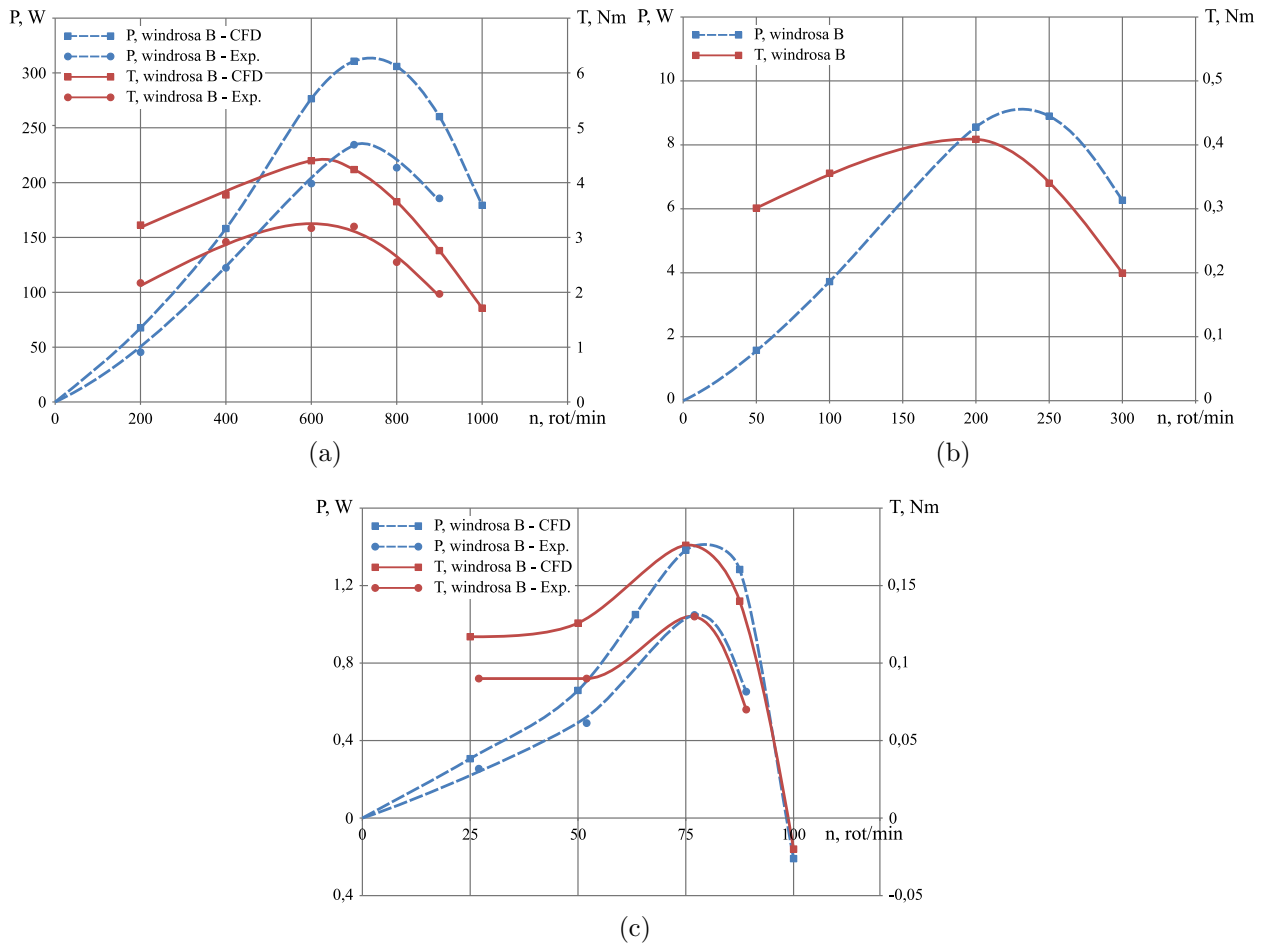 P, W T, Nm
P, windrosa B - CFD
P, windrosa B - Exp.
T, windrosa B - CFD
T, windrosa B - Exp.
300 6
250 5
200 4
150 3
100 2
50 1
0 0
0 200 400 600 800 1000 n, rot/min
(a)
P, W T, Nm
P, windrosa B
T, windrosa B
10 0,5
8 0,4
6 0,3
4 0,2
2 0,1
0 0
0 50 100 150 200 250 300 n, rot/min
(b)
P, W T, Nm
P, windrosa B - CFD
P, windrosa B - Exp.
T, windrosa B - CFD
T, windrosa B - Exp.
1,2 0,15
0,8 0,1
0,4 0,05
0 0
0 25 50 75 100 n, rot/min
0,4 -0,05
(c)